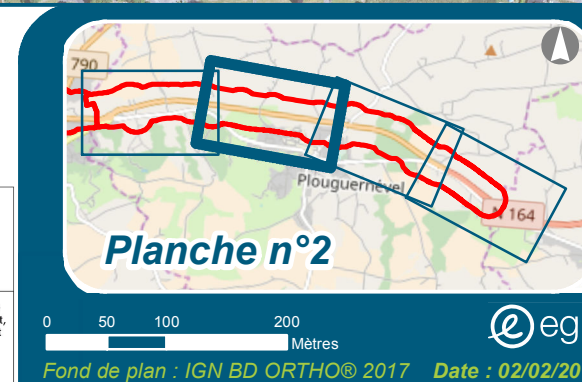 790
Plouguernével
N 164
Planche n°2
0 50 100 200
Mètres
eg
Fond de plan : IGN BD ORTHO® 2017 Date : 02/02/20